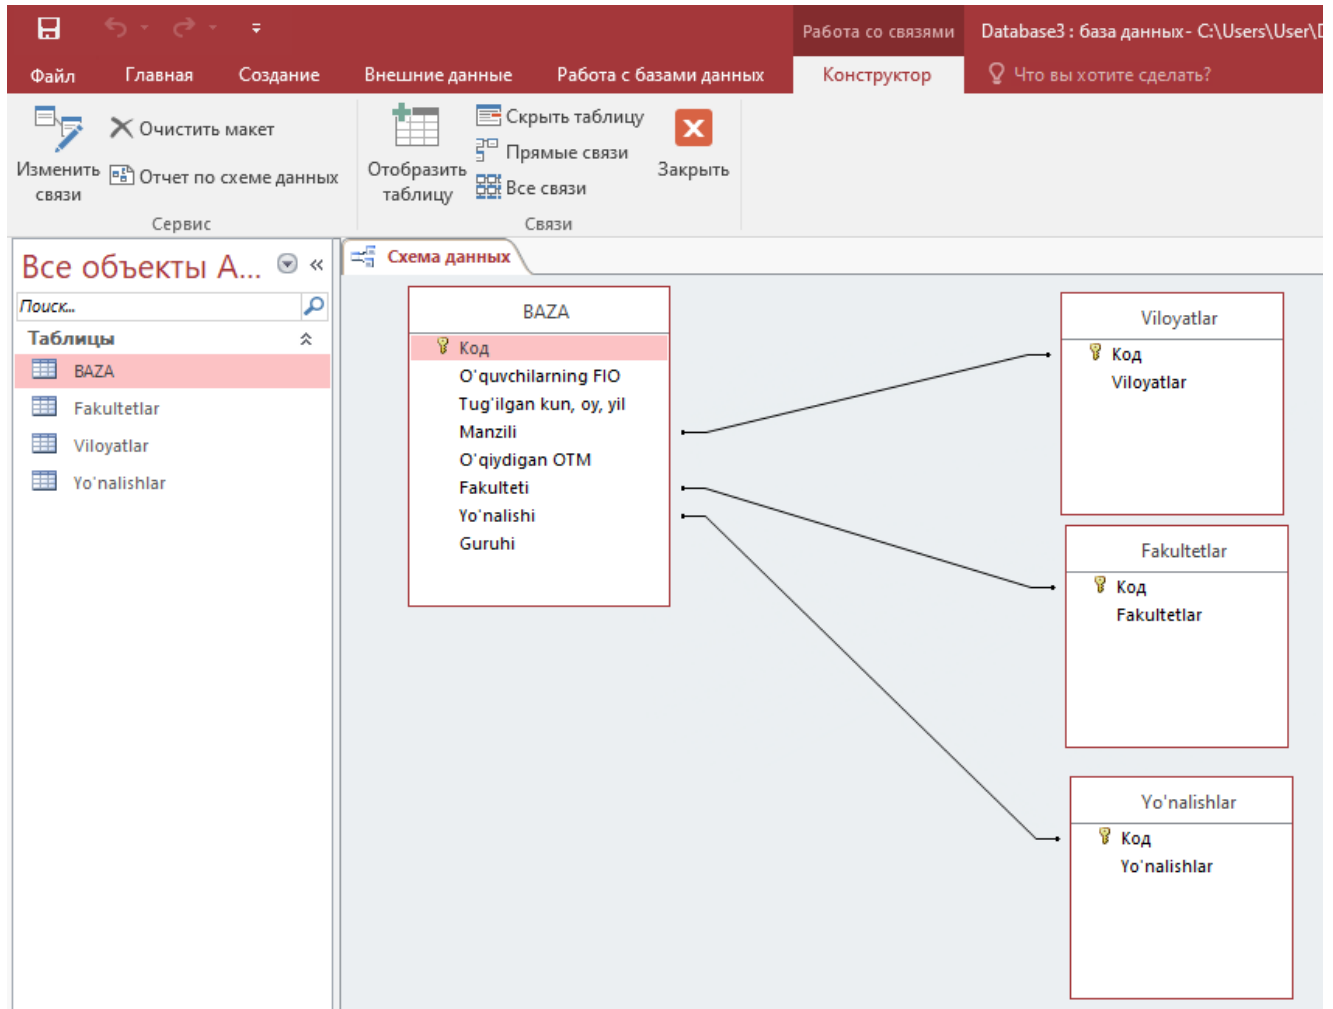 Работа со связями
Database3 : база данных- C:\Users\User\
Файл
Главная
Создание
Внешние данные
Работа с базами данных
Конструктор
Что вы хотите сделать?
Изменить
связи
Очистить макет
Отчет по схеме данных
Сервис
Отобразить
таблицу
Скрыть таблицу
Прямые связи
Все связи
Закрыть
Связи
Все объекты A...
Поиск...
Таблицы
BAZA
Fakultetlar
Viloyatlar
Yo'nalishlar
Схема данных
BAZA
Код
O'quvchilarning FIO
Tug'ilgan kun, oy, yil
Manzili
O'qiydigan OTM
Fakulteti
Yo'nalishi
Guruhi
Viloyatlar
Код
Viloyatlar
Fakultetlar
Код
Fakultetlar
Yo'nalishlar
Код
Yo'nalishlar